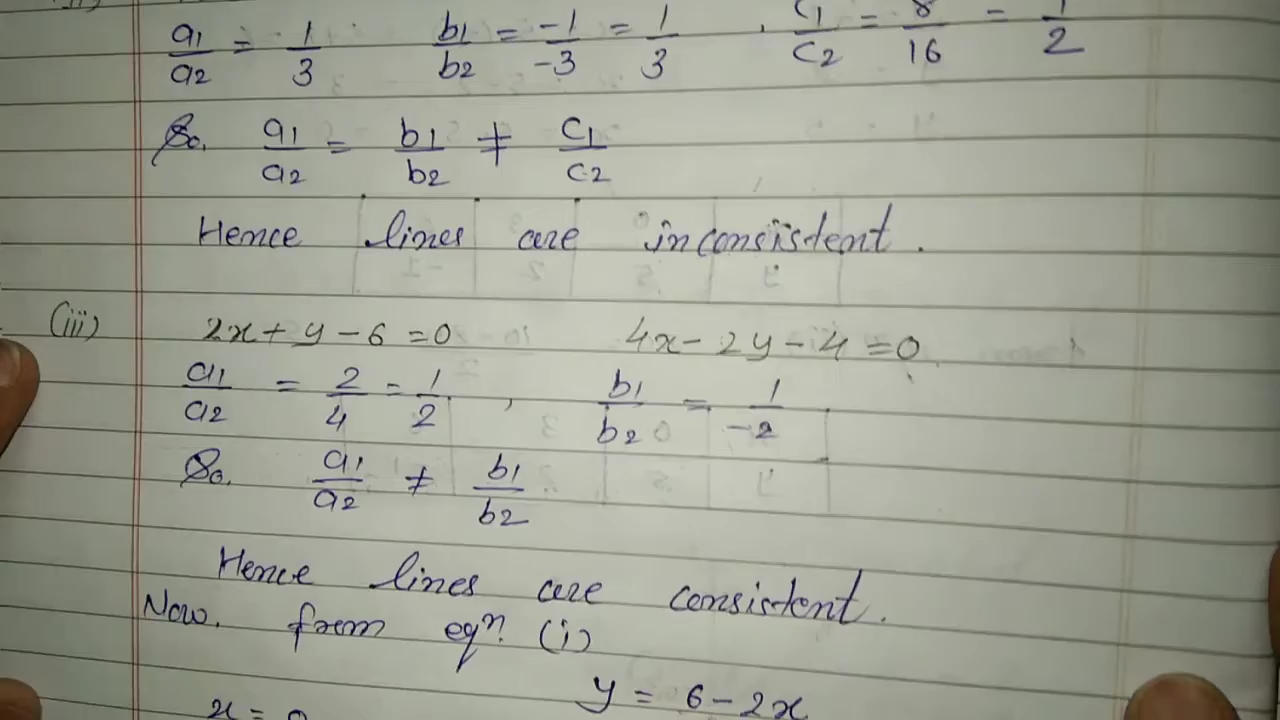 a1/a2 = 1/3 b1/b2 = -1/-3 = 1/3 , c1/c2 = 8/16 = 1/2
So. a1/a2 = b1/b2 ≠ c1/c2
Hence lines are inconsistent.
(iii) 2x + y - 6 = 0 4x - 2y - 4 = 0
a1/a2 = 2/4 = 1/2 , b1/b2 = 1/-2
So. a1/a2 ≠ b1/b2
Hence lines are consistent.
Now. from eqn. (i)
y = 6 - 2x
x =